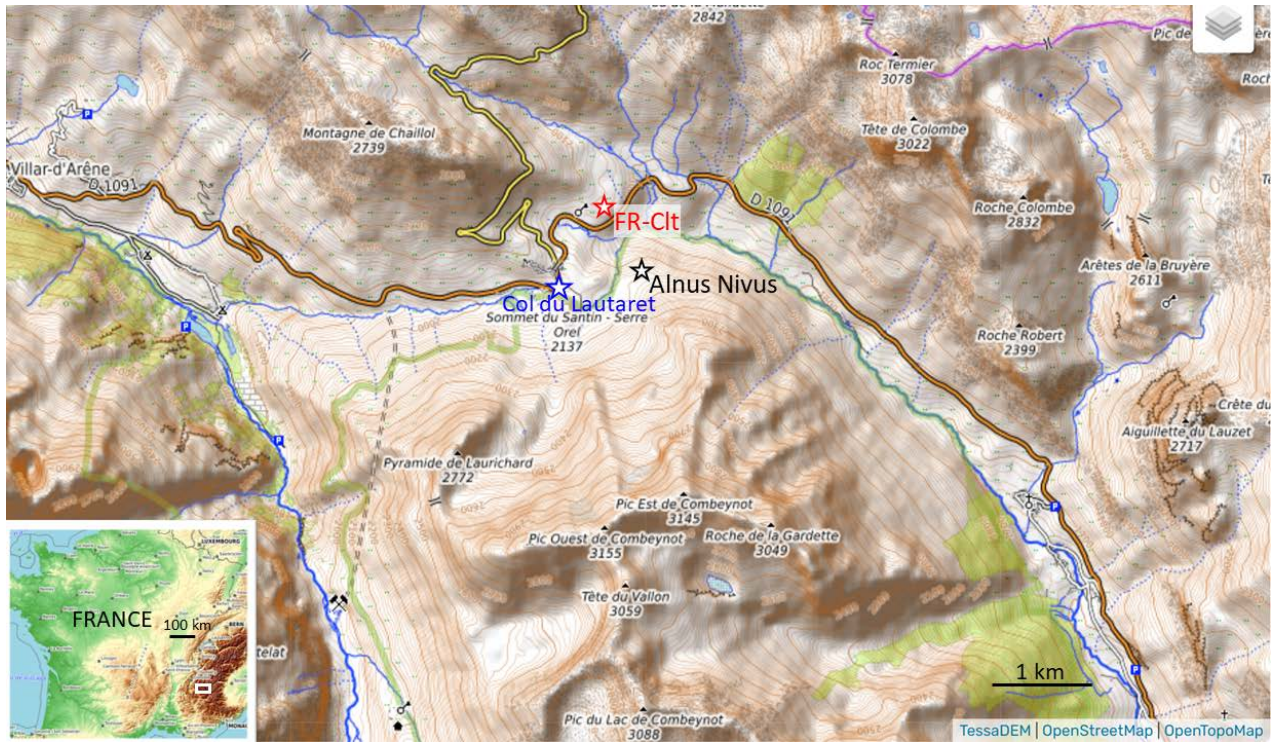 2842
Pic de
Roc Termier
3078
Montagne de Chaillol
2739
Tête de Colombe
3022
P
Villar-d'Arêne
D 1091
Roche Colombe
2832
D 1091
FR-Clt
Arêtes de la Bruyère
2611
Alnus Nivus
Col du Lautaret
Sommet du Santin - Serre
Orel
2137
P
Roche Robert
2399
Crête du
Aiguillette du Lauzet
2717
P
Pyramide de Laurichard
2772
Pic Est de Combeynot
3145
P
Pic Ouest de Combeynot
3155
Roche de la Gardette
3049
Tête du Vallon
3059
FRANCE
100 km
LUXEMBOURG
BERN
telat
1 km
P
Pic du Lac de Combeynot
3088
TessaDEM | OpenStreetMap | OpenTopoMap